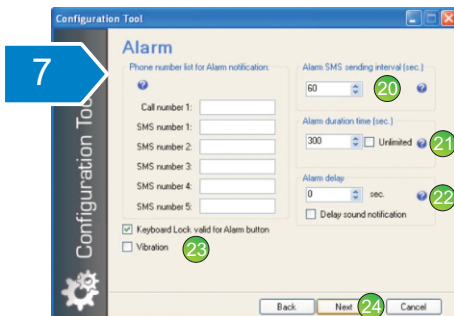 Configuration Tool
7
Configuration Tool
Alarm
Phone number list for Alarm notification:
Call number 1:
SMS number 1:
SMS number 2:
SMS number 3:
SMS number 4:
SMS number 5:
Keyboard Lock valid for Alarm button
Vibration
23
Alarm SMS sending interval (sec.)
60
20
Alarm duration time (sec.)
300
Unlimited
21
Alarm delay
0
sec.
22
Delay sound notification
Back
Next
24
Cancel